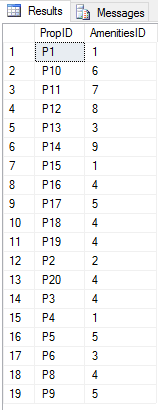 Results Messages
PropID AmenitiesID
1 P1 1
2 P10 6
3 P11 7
4 P12 8
5 P13 3
6 P14 9
7 P15 1
8 P16 4
9 P17 5
10 P18 4
11 P19 4
12 P2 2
13 P20 4
14 P3 4
15 P4 1
16 P5 5
17 P6 3
18 P8 4
19 P9 5